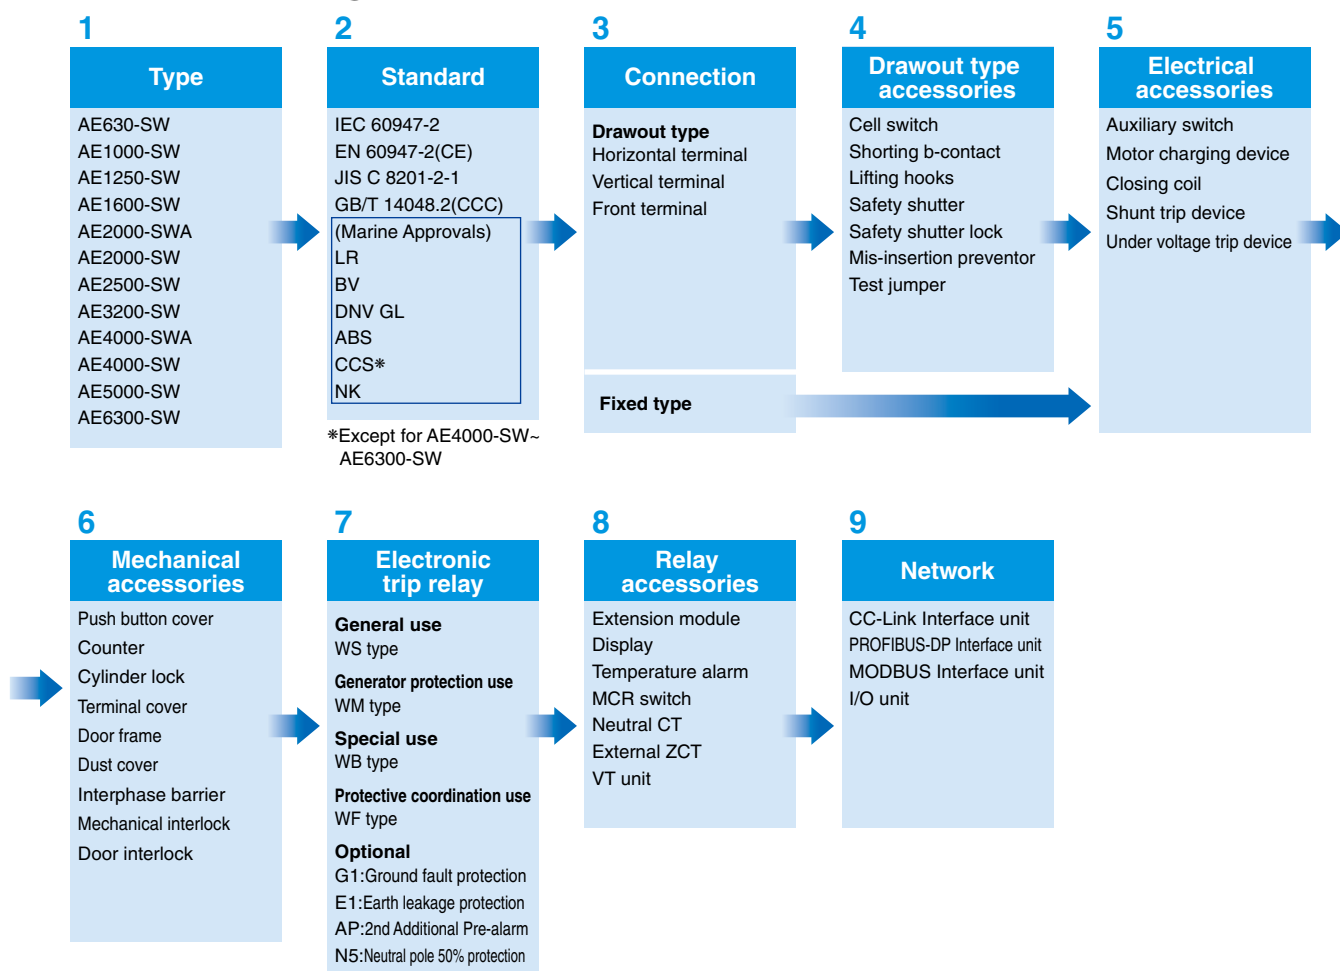 1
Type
AE630-SW
AE1000-SW
AE1250-SW
AE1600-SW
AE2000-SWA
AE2000-SW
AE2500-SW
AE3200-SW
AE4000-SWA
AE4000-SW
AE5000-SW
AE6300-SW
2
Standard
IEC 60947-2
EN 60947-2(CE)
JIS C 8201-2-1
GB/T 14048.2(CCC)
(Marine Approvals)
LR
BV
DNV GL
ABS
CCS※
NK
※Except for AE4000-SW~
AE6300-SW
3
Connection
Drawout type
Horizontal terminal
Vertical terminal
Front terminal
Fixed type
4
Drawout type
accessories
Cell switch
Shorting b-contact
Lifting hooks
Safety shutter
Safety shutter lock
Mis-insertion preventor
Test jumper
5
Electrical
accessories
Auxiliary switch
Motor charging device
Closing coil
Shunt trip device
Under voltage trip device
6
Mechanical
accessories
Push button cover
Counter
Cylinder lock
Terminal cover
Door frame
Dust cover
Interphase barrier
Mechanical interlock
Door interlock
7
Electronic
trip relay
General use
WS type
Generator protection use
WM type
Special use
WB type
Protective coordination use
WF type
Optional
G1:Ground fault protection
E1:Earth leakage protection
AP:2nd Additional Pre-alarm
N5:Neutral pole 50% protection
8
Relay
accessories
Extension module
Display
Temperature alarm
MCR switch
Neutral CT
External ZCT
VT unit
9
Network
CC-Link Interface unit
PROFIBUS-DP Interface unit
MODBUS Interface unit
I/O unit